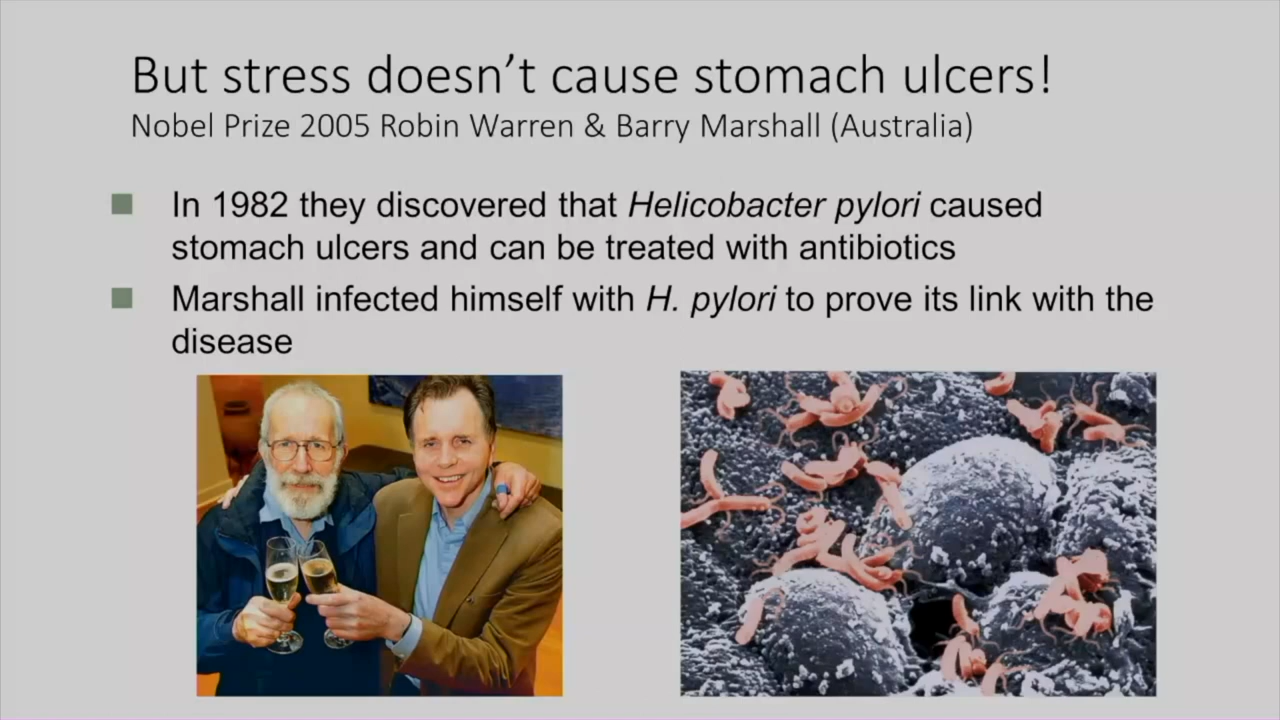 But stress doesn’t cause stomach ulcers!
Nobel Prize 2005 Robin Warren & Barry Marshall (Australia)
In 1982 they discovered that Helicobacter pylori caused
stomach ulcers and can be treated with antibiotics
Marshall infected himself with H. pylori to prove its link with the
disease